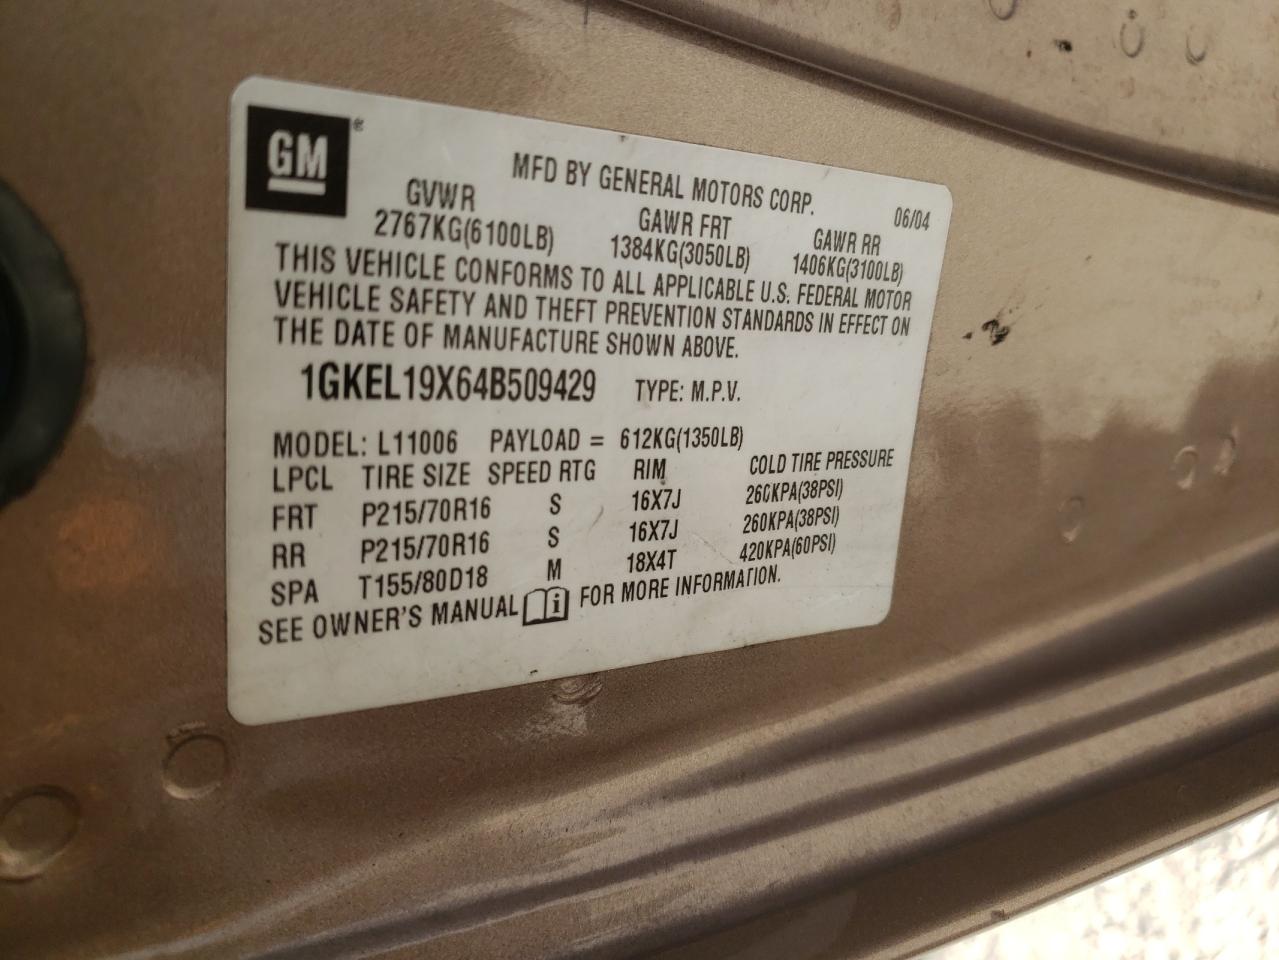 GM®
MFD BY GENERAL MOTORS CORP.
06/04
GVWR GAWR FRT GAWR RR
2767KG(6100LB) 1384KG(3050LB) 1406KG(3100LB)
THIS VEHICLE CONFORMS TO ALL APPLICABLE U.S. FEDERAL MOTOR
VEHICLE SAFETY AND THEFT PREVENTION STANDARDS IN EFFECT ON
THE DATE OF MANUFACTURE SHOWN ABOVE.
1GKEL19X64B509429 TYPE: M.P.V.
MODEL: L11006 PAYLOAD = 612KG(1350LB)
LPCL TIRE SIZE SPEED RTG RIM COLD TIRE PRESSURE
FRT P215/70R16 S 16X7J 260KPA(38PSI)
RR P215/70R16 S 16X7J 260KPA(38PSI)
SPA T155/80D18 M 18X4T 420KPA(60PSI)
SEE OWNER'S MANUAL i FOR MORE INFORMATION.